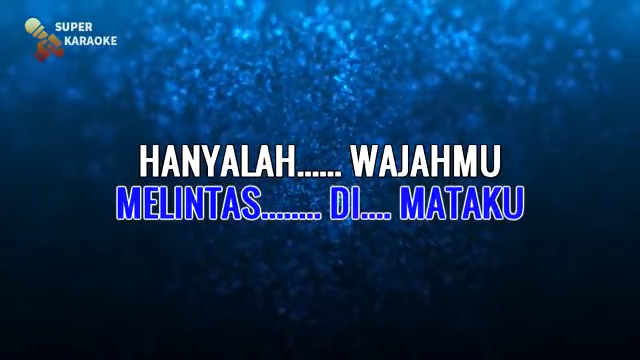 SUPER
KARAOKE
HANYALAH...... WAJAHMU
MELINTAS........ DI.... MATAKU